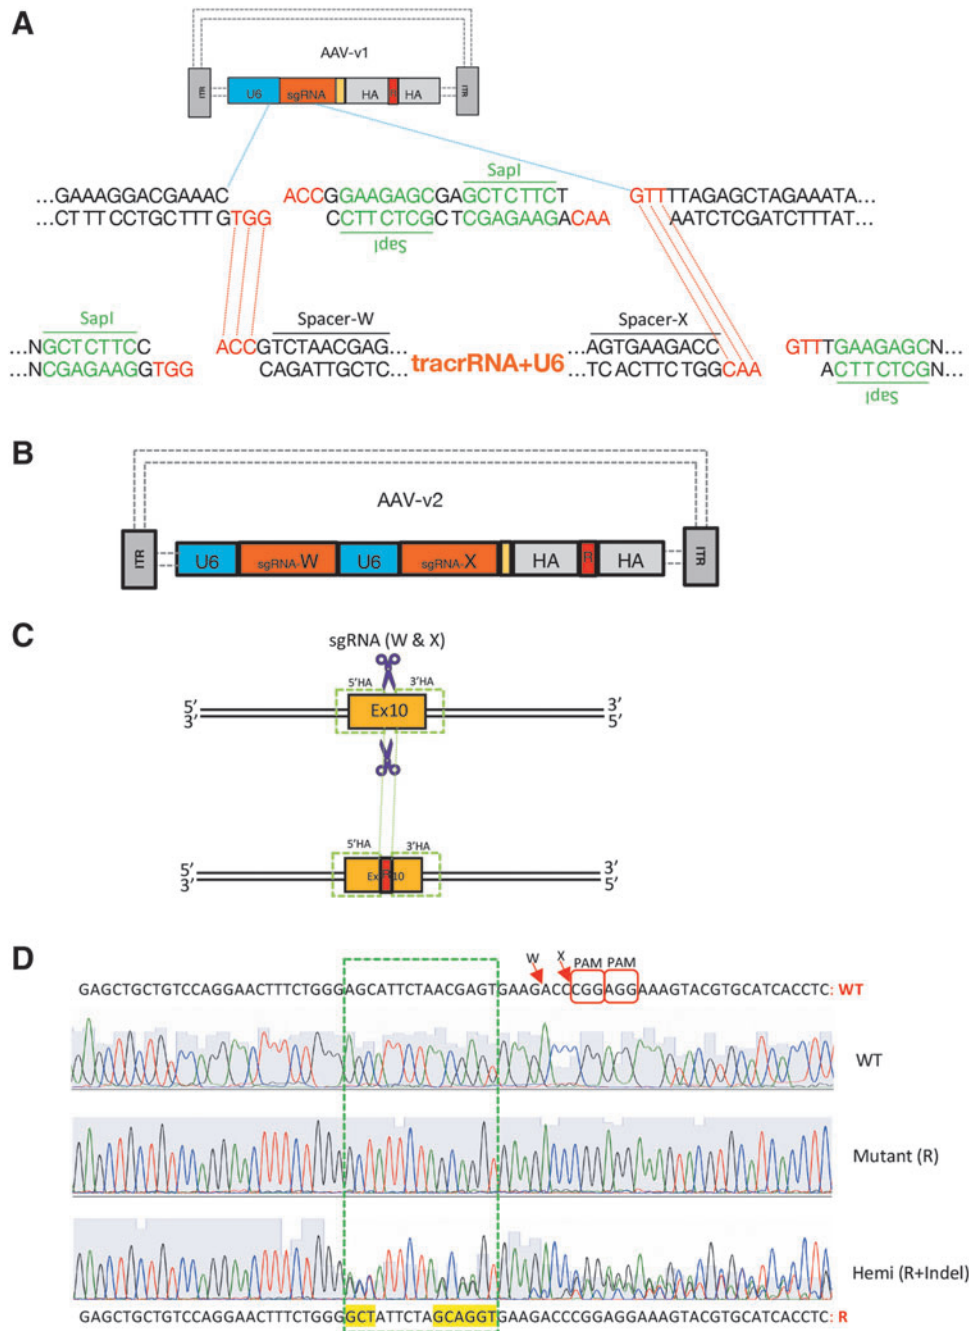 A
AAV-v1
ITR U6 sgRNA HA R HA ITR
SapI
...GAAAGGACGAAAC ACCGGAAGAGCGAGCTCTTCT GTTTTAGAGCTAGAAATA...
...CTTTCCTGCTTTGTGG CCTTCTCGCTCGAGAAGACAA AATCTCGATCTTTAT...
SapI
SapI Spacer-W Spacer-X
...NGCTCTTCC ACCGTCTAACGAG... tracrRNA+U6 ...AGTGAAGACC GTTTGAAGAGCN...
...NCGAGAAGGTGG CAGATTGCTC... ...TCACTTCTGGCAA ACTTCTCGN...
SapI
B
AAV-v2
ITR U6 sgRNA-W U6 sgRNA-X HA R HA ITR
C
sgRNA (W & X)
5'HA 3'HA
5' Ex10 3'
3' 5'
5'HA 3'HA
5' Ex R 10 3'
3' 5'
D
W X PAM PAM
GAGCTGCTGTCCAGGAACTTTCTGGGAGCATTCTAACGAGTGAAGACCCGGAGGAAAGTACGTGCATCACCTC: WT
WT
Mutant (R)
Hemi (R+Indel)
GAGCTGCTGTCCAGGAACTTTCTGGGGCTATTCTAGCAGGTGAAGACCCGGAGGAAAGTACGTGCATCACCTC: R